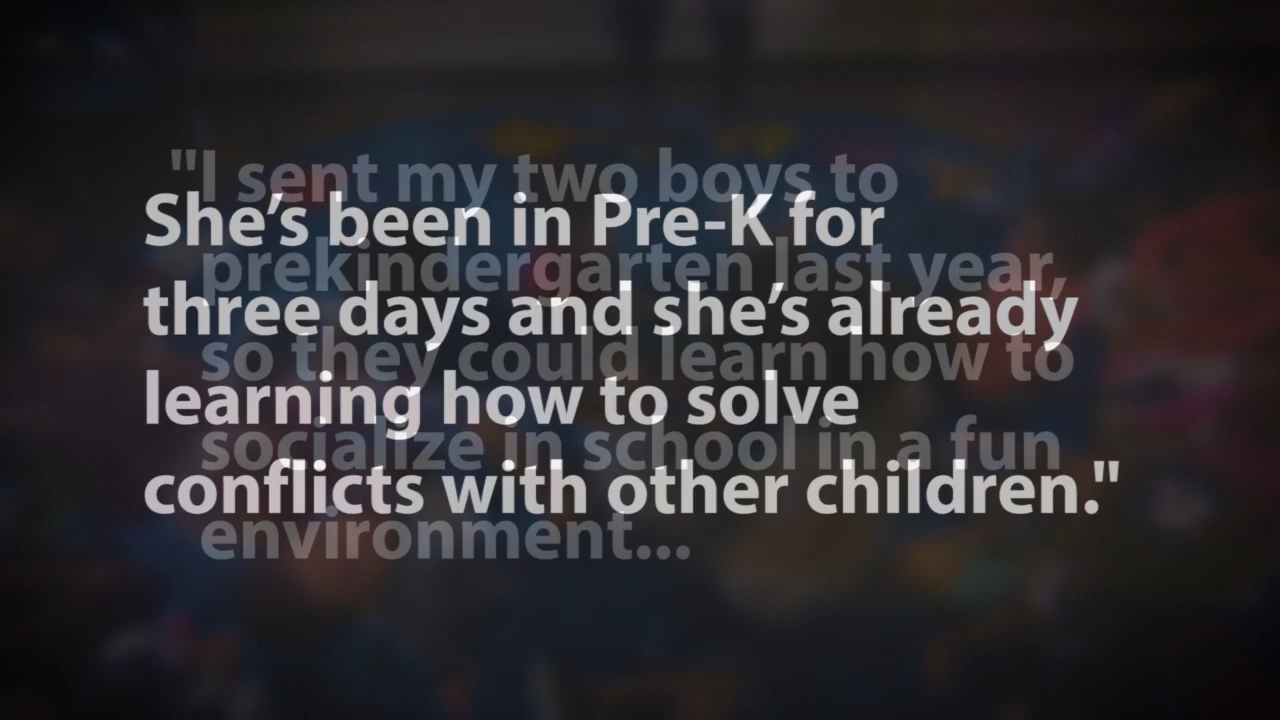 She’s been in Pre-K for
three days and she’s already
learning how to solve
conflicts with other children."
"I sent my two boys to
prekindergarten last year,
so they could learn how to
socialize in school in a fun
environment...